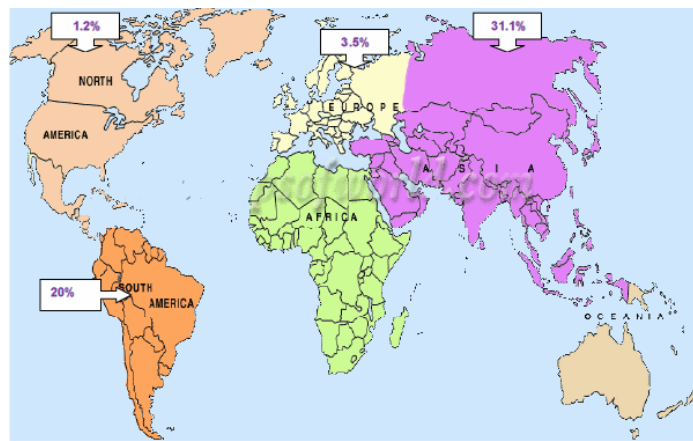 1.2%
3.5%
31.1%
NORTH
AMERICA
EUROPE
ASIA
AFRICA
20%
SOUTH
AMERICA
OCEANIA